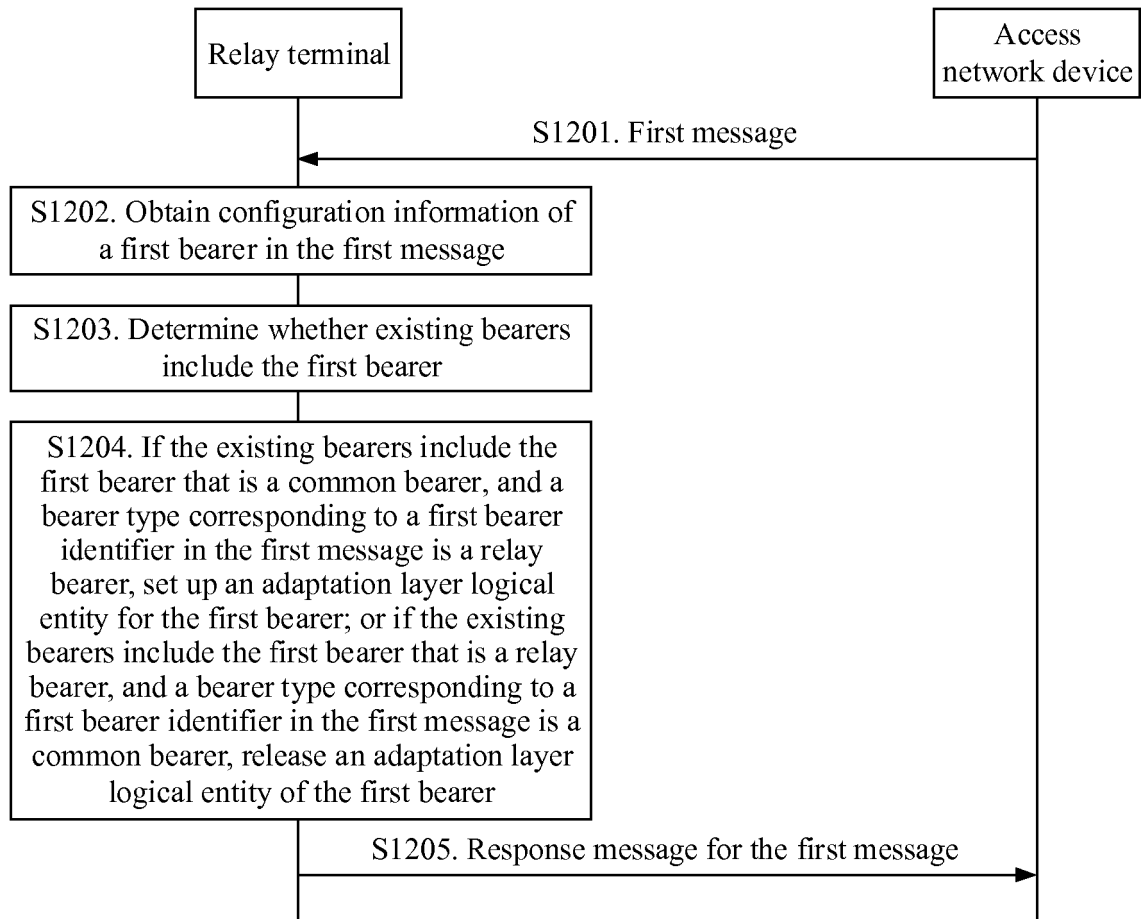 Relay terminal
Access
network device
S1201. First message
S1202. Obtain configuration information of
a first bearer in the first message
S1203. Determine whether existing bearers
include the first bearer
S1204. If the existing bearers include the
first bearer that is a common bearer, and a
bearer type corresponding to a first bearer
identifier in the first message is a relay
bearer, set up an adaptation layer logical
entity for the first bearer; or if the existing
bearers include the first bearer that is a relay
bearer, and a bearer type corresponding to a
first bearer identifier in the first message is a
common bearer, release an adaptation layer
logical entity of the first bearer
S1205. Response message for the first message